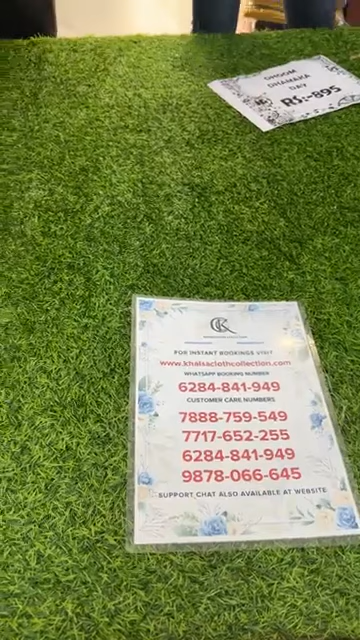 DHOOM
DHAMAKA
DAY
RS:-895
CK
FOR INSTANT BOOKINGS VISIT
www.khalsaclothcollection.com
WHATSAPP BOOKING NUMBER
6284-841-949
CUSTOMER CARE NUMBERS
7888-759-549
7717-652-255
6284-841-949
9878-066-645
SUPPORT CHAT ALSO AVAILABLE AT WEBSITE